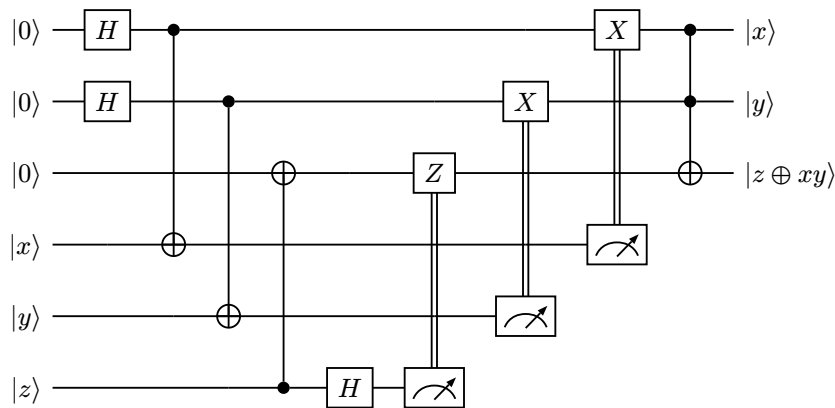 |0⟩ H X |x⟩
|0⟩ H X |y⟩
|0⟩ Z |z ⊕ xy⟩
|x⟩
|y⟩
|z⟩ H